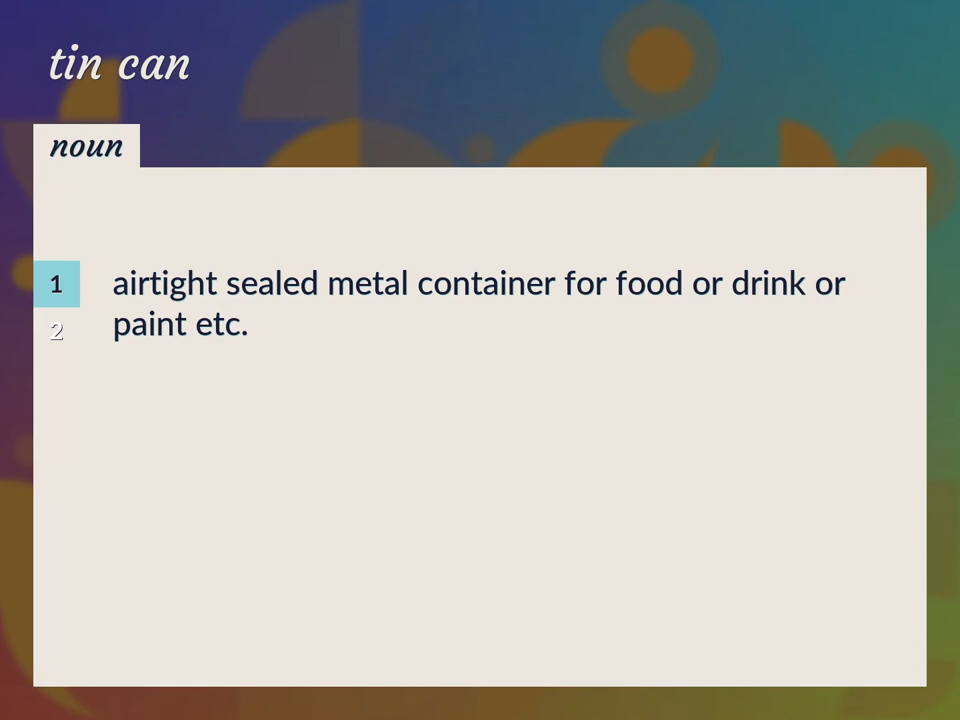 tin can
noun
1
airtight sealed metal container for food or drink or
2
paint etc.